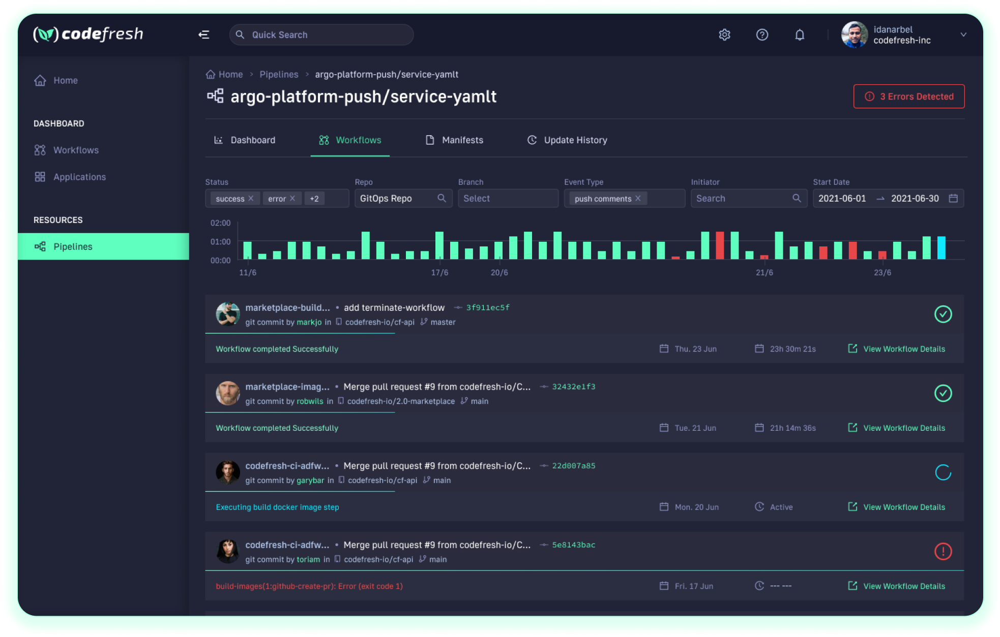 codefresh
Quick Search
idanarbel
codefresh-inc
Home
DASHBOARD
Workflows
Applications
RESOURCES
Pipelines
Home > Pipelines > argo-platform-push/service-yamlt
argo-platform-push/service-yamlt
3 Errors Detected
Dashboard Workflows Manifests Update History
Status Repo Branch Event Type Initiator Start Date
success error +2 GitOps Repo Select push comments Search 2021-06-01 → 2021-06-30
02:00
01:00
00:00
11/6 17/6 20/6 21/6 23/6
marketplace-build... • add terminate-workflow 3f911ec5f
git commit by markjo in codefresh-io/cf-api master
Workflow completed Successfully Thu. 23 Jun 23h 30m 21s View Workflow Details
marketplace-imag... • Merge pull request #9 from codefresh-io/C... 32432e1f3
git commit by robwils in codefresh-io/2.0-marketplace main
Workflow completed Successfully Tue. 21 Jun 21h 14m 36s View Workflow Details
codefresh-ci-adfw... • Merge pull request #9 from codefresh-io/C... 22d007a85
git commit by garybar in codefresh-io/cf-api main
Executing build docker image step Mon. 20 Jun Active View Workflow Details
codefresh-ci-adfw... • Merge pull request #9 from codefresh-io/C... 5e8143bac
git commit by toriam in codefresh-io/cf-api main
build-images(1:github-create-pr): Error (exit code 1) Fri. 17 Jun --- --- View Workflow Details